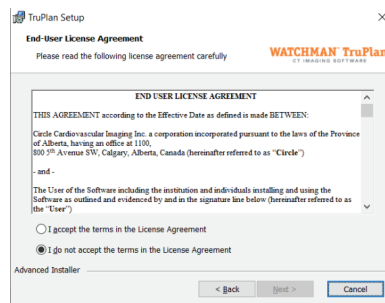 TruPlan Setup
End-User License Agreement
Please read the following license agreement carefully
WATCHMAN™ TruPlan
CT IMAGING SOFTWARE
END USER LICENSE AGREEMENT
THIS AGREEMENT according to the Effective Date as defined is made BETWEEN:
Circle Cardiovascular Imaging Inc. a corporation incorporated pursuant to the laws of the Province
of Alberta, having an office at 1100,
800 5th Avenue SW, Calgary, Alberta, Canada (hereinafter referred to as "Circle")
- and -
The User of the Software including the institution and individuals installing and using the
Software as outlined and evidenced by and in the signature line below (hereinafter referred to as
the "User")
I accept the terms in the License Agreement
I do not accept the terms in the License Agreement
Advanced Installer
< Back
Next >
Cancel